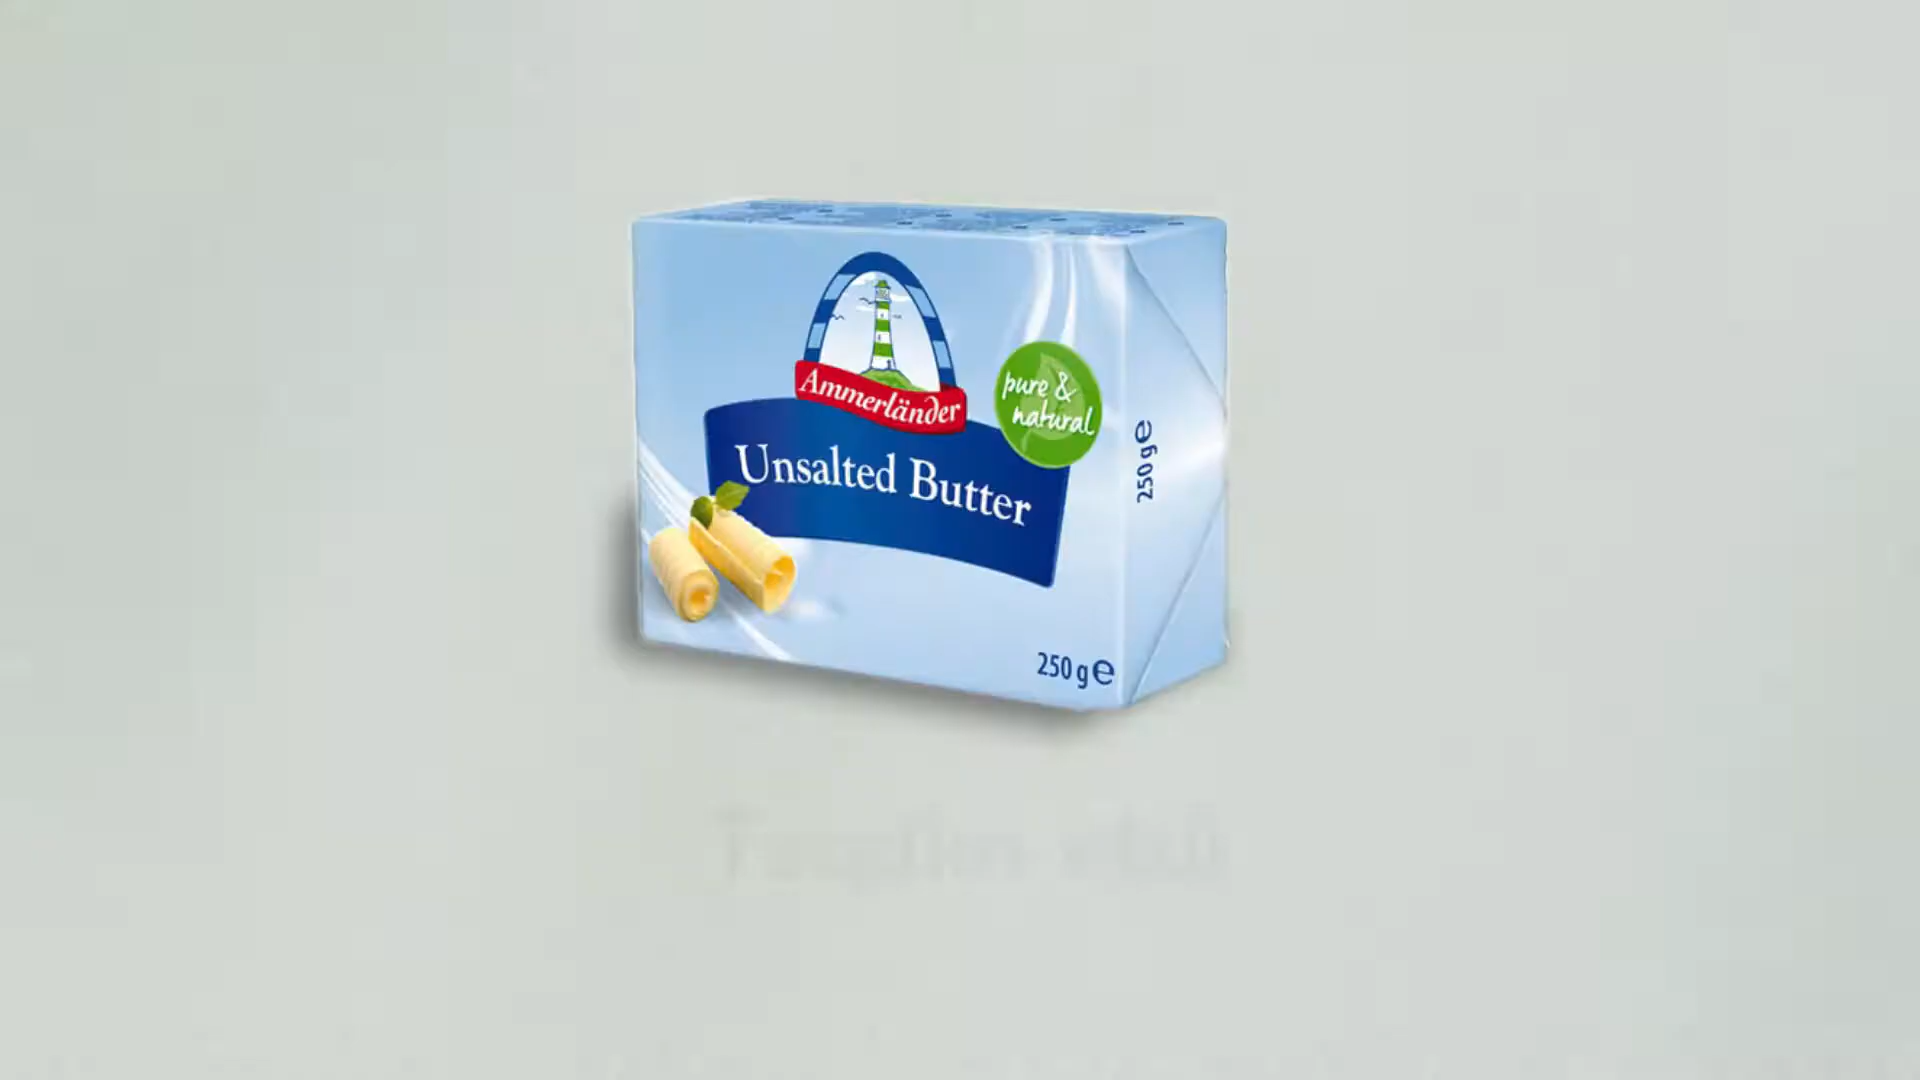 Ammerländer
pure &
natural
Unsalted Butter
250 g e
250 g e